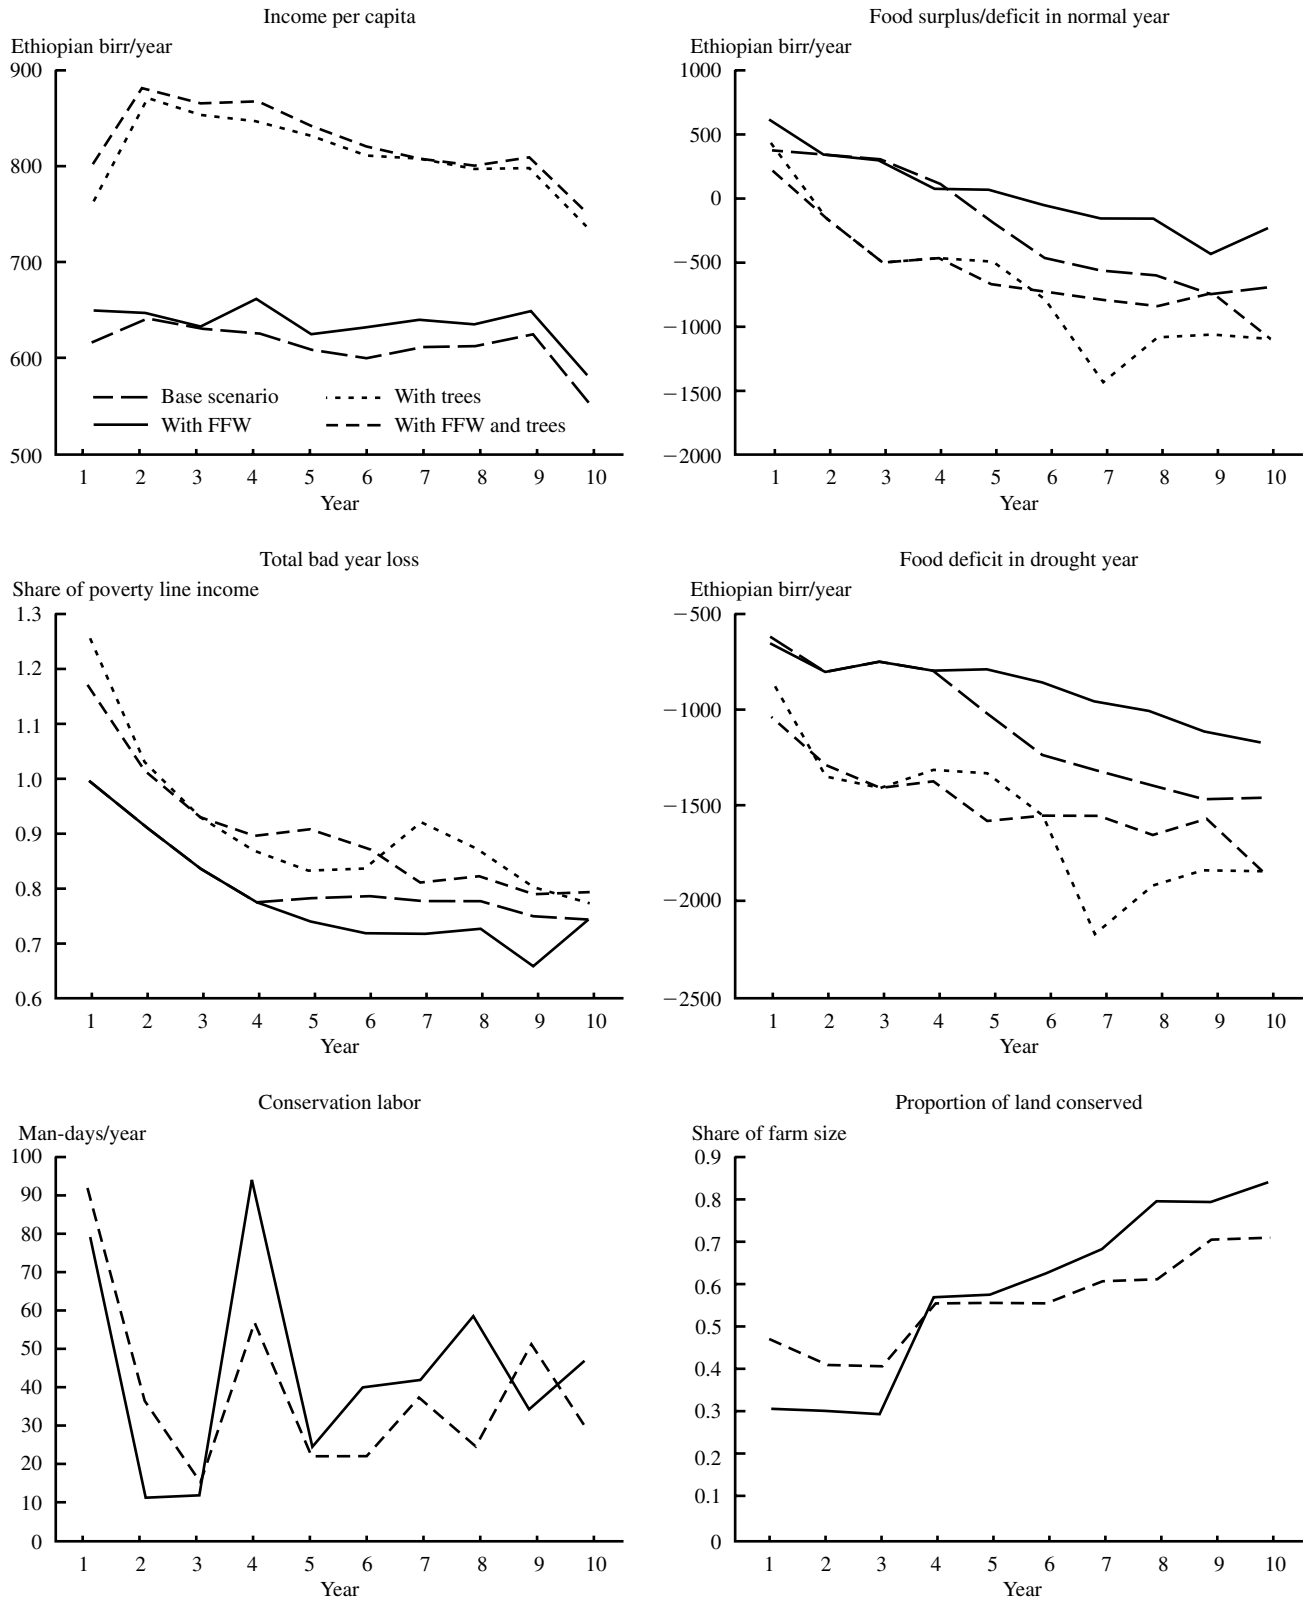 Income per capita
Ethiopian birr/year
900
800
700
600
500
Base scenario
With trees
With FFW
With FFW and trees
1 2 3 4 5 6 7 8 9 10
Year
Food surplus/deficit in normal year
Ethiopian birr/year
1000
500
0
−500
−1000
−1500
−2000
1 2 3 4 5 6 7 8 9 10
Year
Total bad year loss
Share of poverty line income
1.3
1.2
1.1
1.0
0.9
0.8
0.7
0.6
1 2 3 4 5 6 7 8 9 10
Year
Food deficit in drought year
Ethiopian birr/year
−500
−1000
−1500
−2000
−2500
1 2 3 4 5 6 7 8 9 10
Year
Conservation labor
Man-days/year
100
90
80
70
60
50
40
30
20
10
0
1 2 3 4 5 6 7 8 9 10
Year
Proportion of land conserved
Share of farm size
0.9
0.8
0.7
0.6
0.5
0.4
0.3
0.2
0.1
0
1 2 3 4 5 6 7 8 9 10
Year